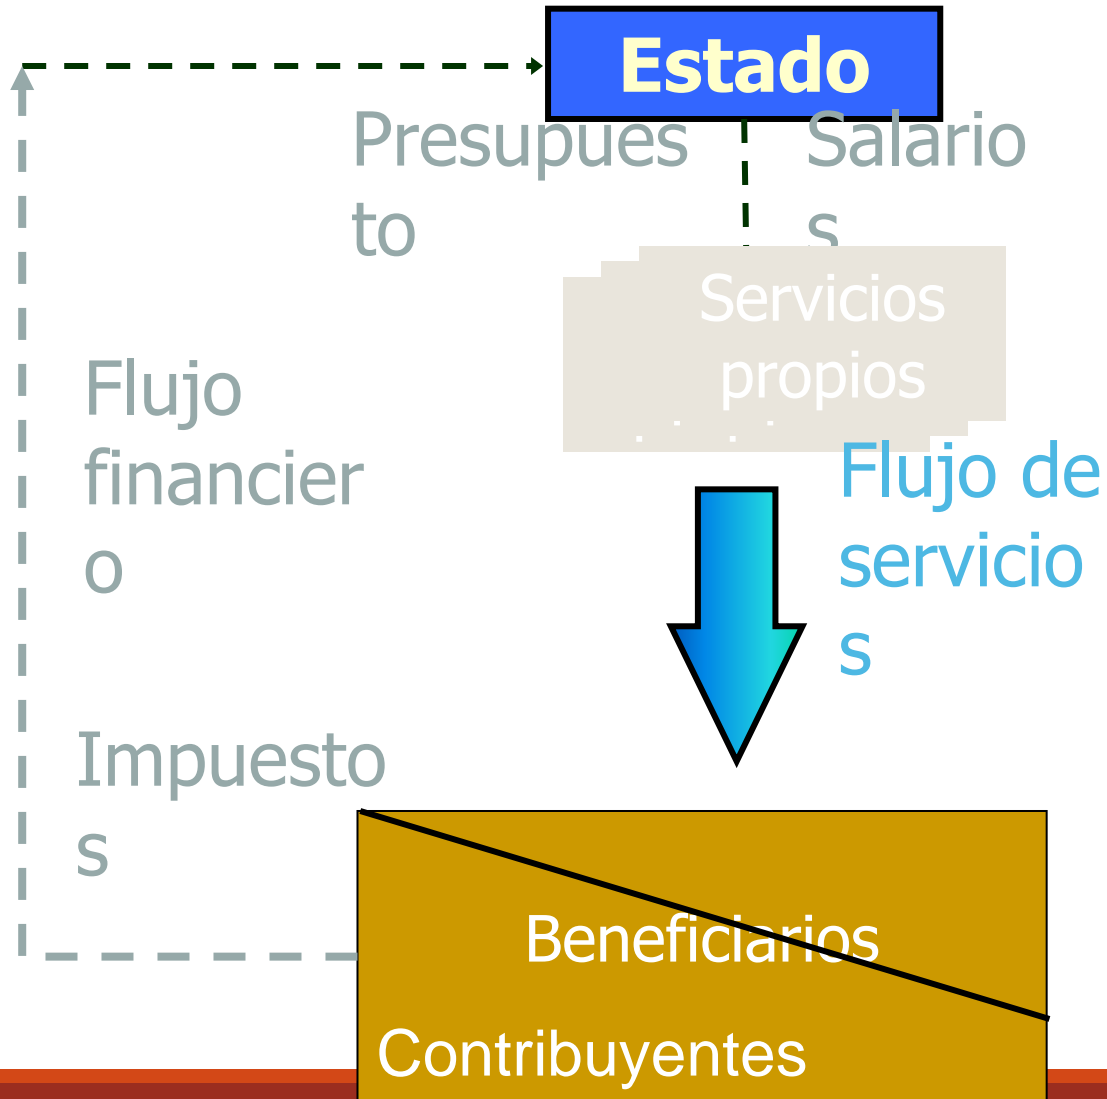 Estado
Presupues
to
Salario
s
Servicios
propios
Flujo
financier
o
Flujo de
servicio
s
Impuesto
s
Beneficiarios
Contribuyentes